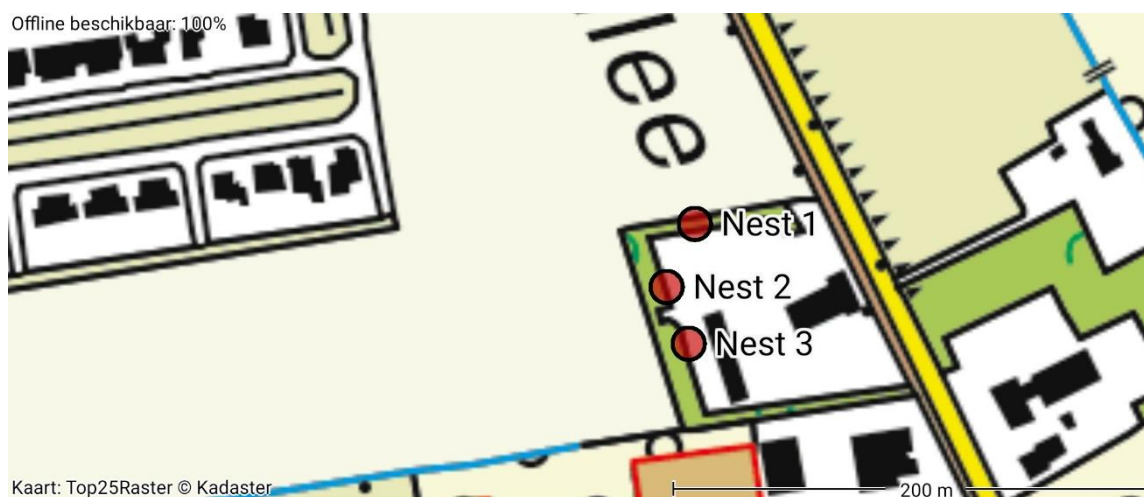 Offline beschikbaar: 100%
lee
Nest 1
Nest 2
Nest 3
Kaart: Top25Raster © Kadaster
200 m